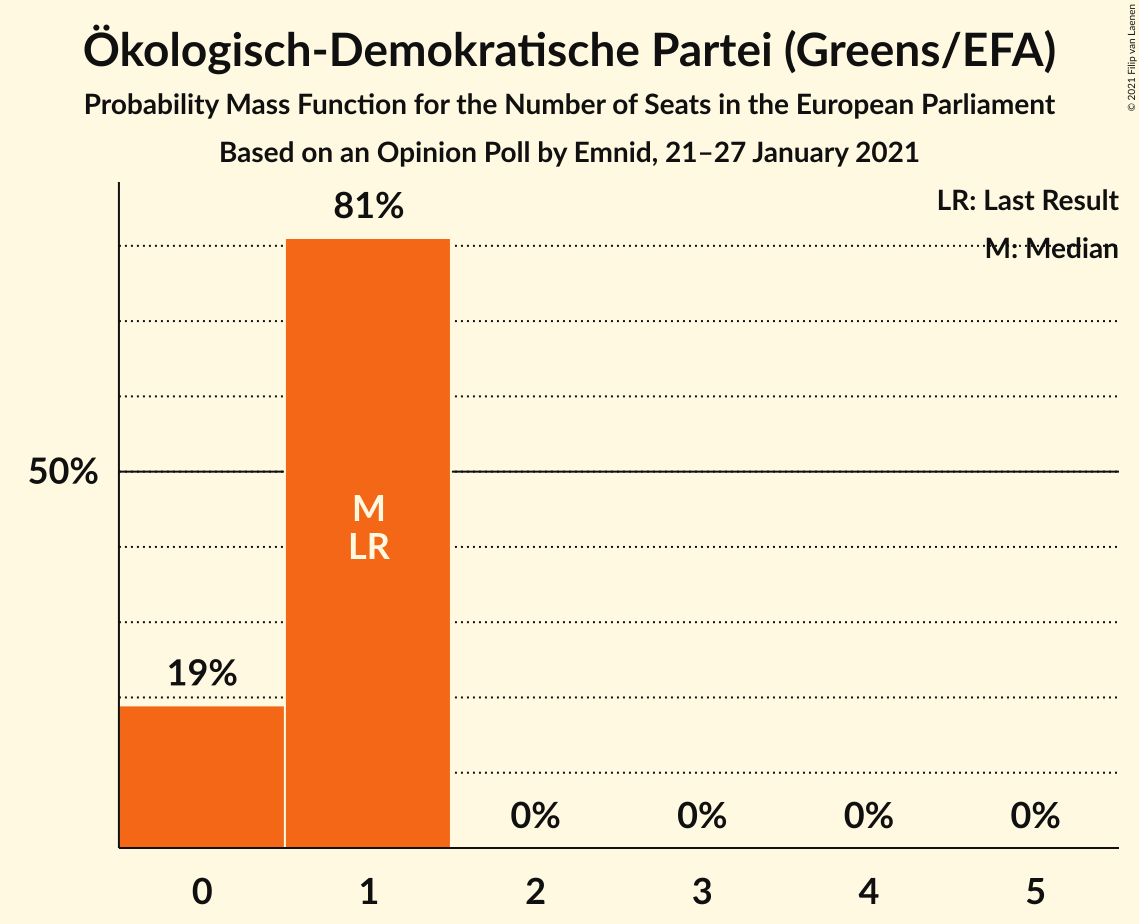 Ökologisch-Demokratische Partei (Greens/EFA)
Probability Mass Function for the Number of Seats in the European Parliament
Based on an Opinion Poll by Emnid, 21–27 January 2021
© 2021 Filip van Laenen
LR: Last Result
M: Median
81%
50%
M
LR
19%
0%
0%
0%
0%
0
1
2
3
4
5